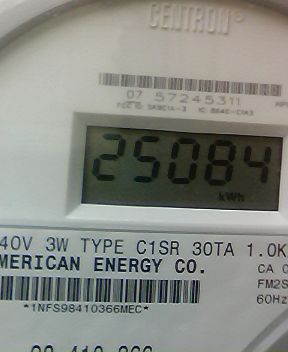 CENTRON®
07 57245311
25084
kWh
40V 3W TYPE C1SR 30TA 1.0K
MERICAN ENERGY CO.
CA 0
FM2S
60Hz
*1NFS98410366MEC*